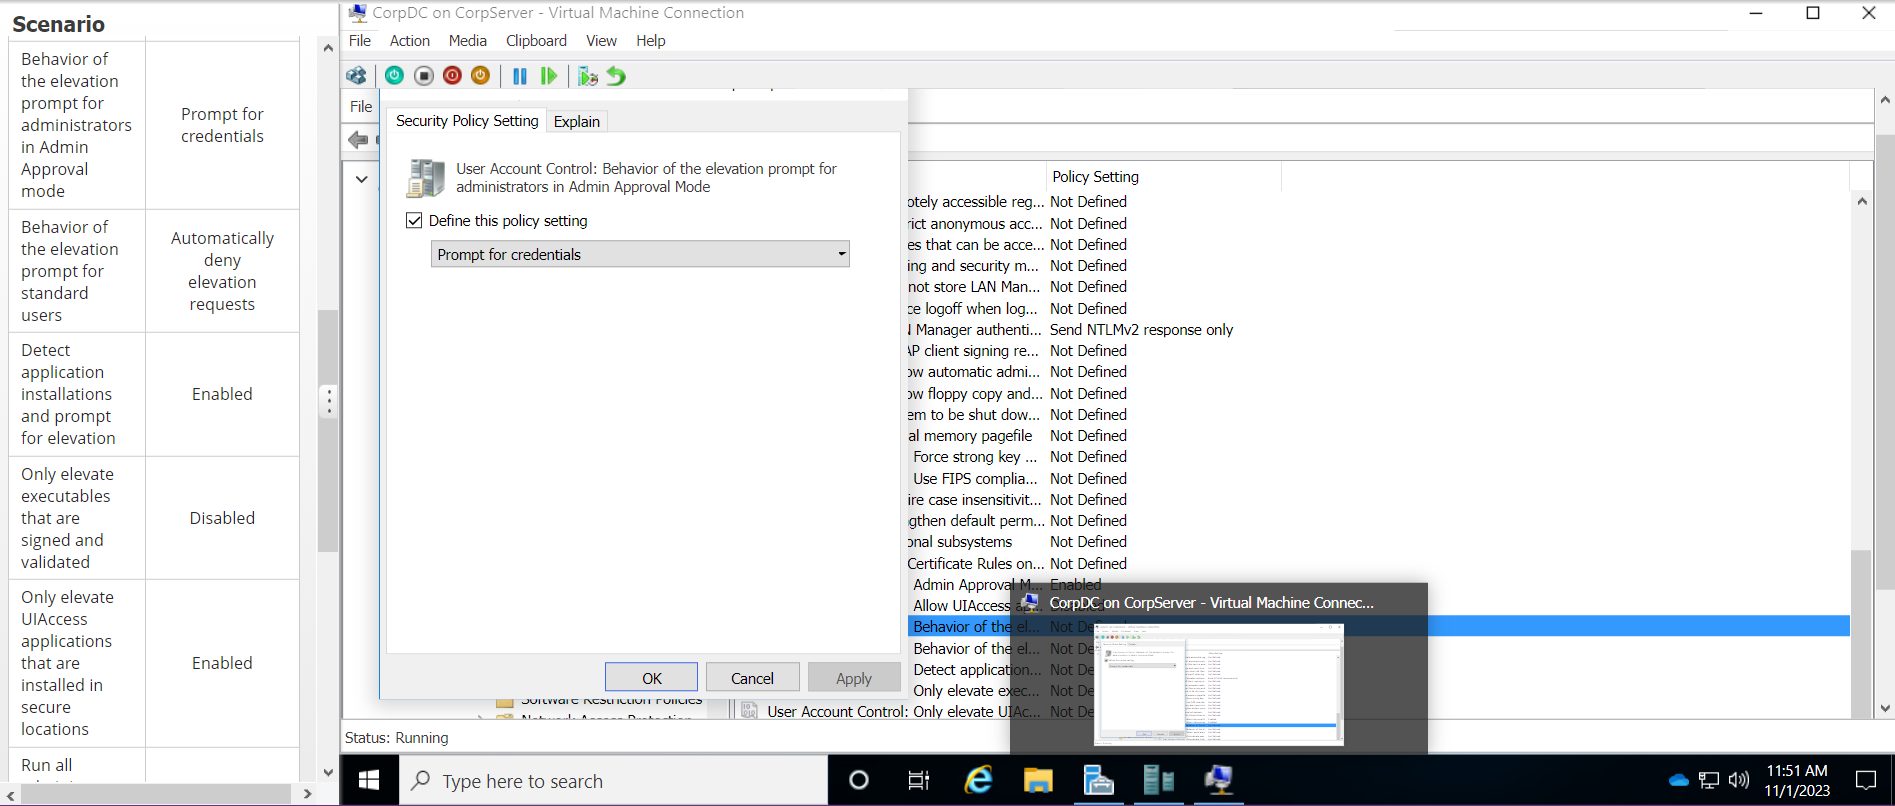 Scenario
Behavior of
the elevation
prompt for
administrators
in Admin
Approval
mode
Prompt for
credentials
Behavior of
the elevation
prompt for
standard
users
Automatically
deny
elevation
requests
Detect
application
installations
and prompt
for elevation
Enabled
Only elevate
executables
that are
signed and
validated
Disabled
Only elevate
UIAccess
applications
that are
installed in
secure
locations
Enabled
Run all
CorpDC on CorpServer - Virtual Machine Connection
File Action Media Clipboard View Help
File
Security Policy Setting Explain
User Account Control: Behavior of the elevation prompt for
administrators in Admin Approval Mode
Define this policy setting
Prompt for credentials
OK Cancel Apply
Policy Setting
otely accessible reg... Not Defined
rict anonymous acc... Not Defined
es that can be acce... Not Defined
ing and security m... Not Defined
not store LAN Man... Not Defined
ce logoff when log... Not Defined
Manager authenti... Send NTLMv2 response only
AP client signing re... Not Defined
ow automatic admi... Not Defined
ow floppy copy and... Not Defined
em to be shut dow... Not Defined
al memory pagefile Not Defined
Force strong key ... Not Defined
Use FIPS complia... Not Defined
ire case insensitivit... Not Defined
gthen default perm... Not Defined
onal subsystems Not Defined
Certificate Rules on... Not Defined
Admin Approval M... Enabled
Allow UIAccess ap... Disabled
Behavior of the el... Not Defined
Behavior of the el... Not De
Detect application... Not De
Only elevate exec... Not De
Software Restriction Policies
User Account Control: Only elevate UIAc... Not De
Network Access Protection
CorpDC on CorpServer - Virtual Machine Connec...
Status: Running
Type here to search
11:51 AM
11/1/2023